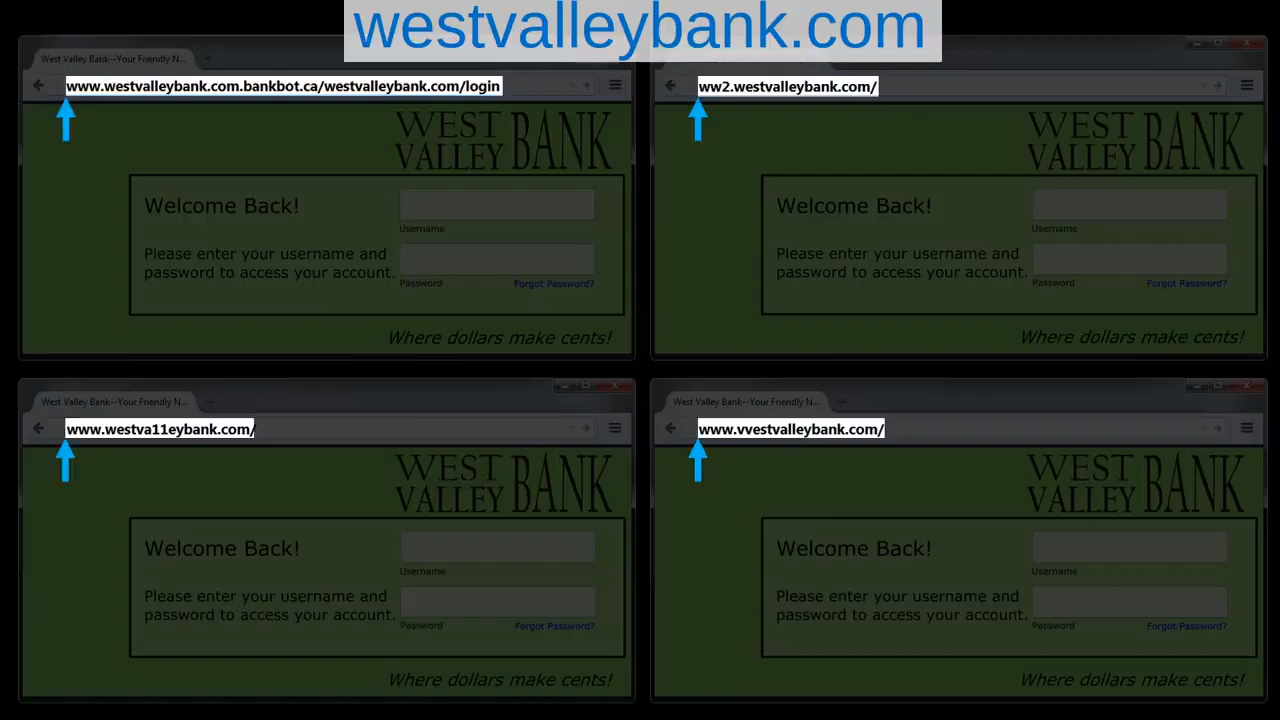 westvalleybank.com
West Valley Bank--Your Friendly N...
www.westvalleybank.com.bankbot.ca/westvalleybank.com/login
WEST
VALLEY BANK
Welcome Back!
Username
Please enter your username and
password to access your account.
Password
Forgot Password?
Where dollars make cents!
ww2.westvalleybank.com/
WEST
VALLEY BANK
Welcome Back!
Username
Please enter your username and
password to access your account.
Password
Forgot Password?
Where dollars make cents!
West Valley Bank--Your Friendly N...
www.westva11eybank.com/
WEST
VALLEY BANK
Welcome Back!
Username
Please enter your username and
password to access your account.
Password
Forgot Password?
Where dollars make cents!
West Valley Bank--Your Friendly N...
www.vvestvalleybank.com/
WEST
VALLEY BANK
Welcome Back!
Username
Please enter your username and
password to access your account.
Password
Forgot Password?
Where dollars make cents!